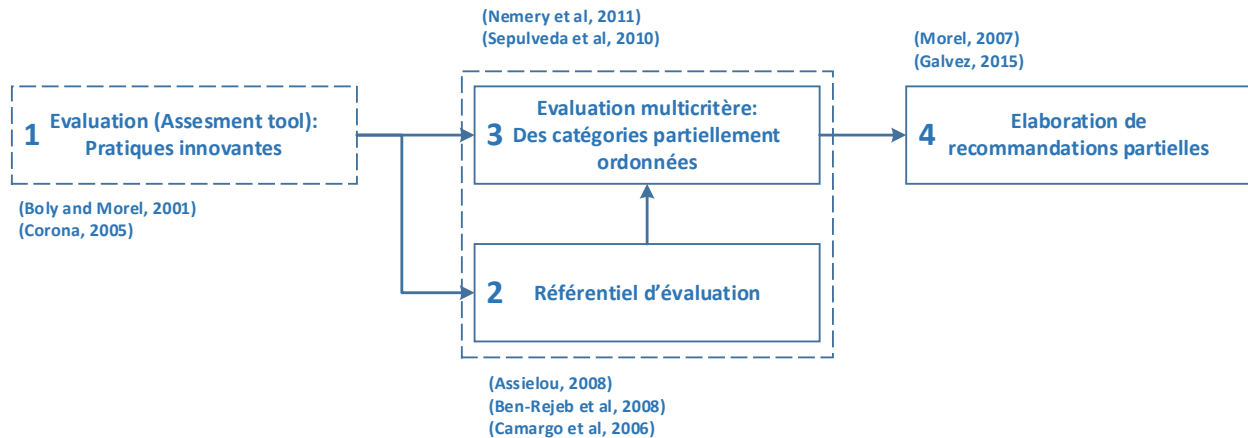 (Nemery et al, 2011)
(Sepulveda et al, 2010)
(Morel, 2007)
(Galvez, 2015)
1
Evaluation (Assesment tool):
Pratiques innovantes
3
Evaluation multicritère:
Des catégories partiellement
ordonnées
4
Elaboration de
recommandations partielles
(Boly and Morel, 2001)
(Corona, 2005)
2
Référentiel d’évaluation
(Assielou, 2008)
(Ben-Rejeb et al, 2008)
(Camargo et al, 2006)